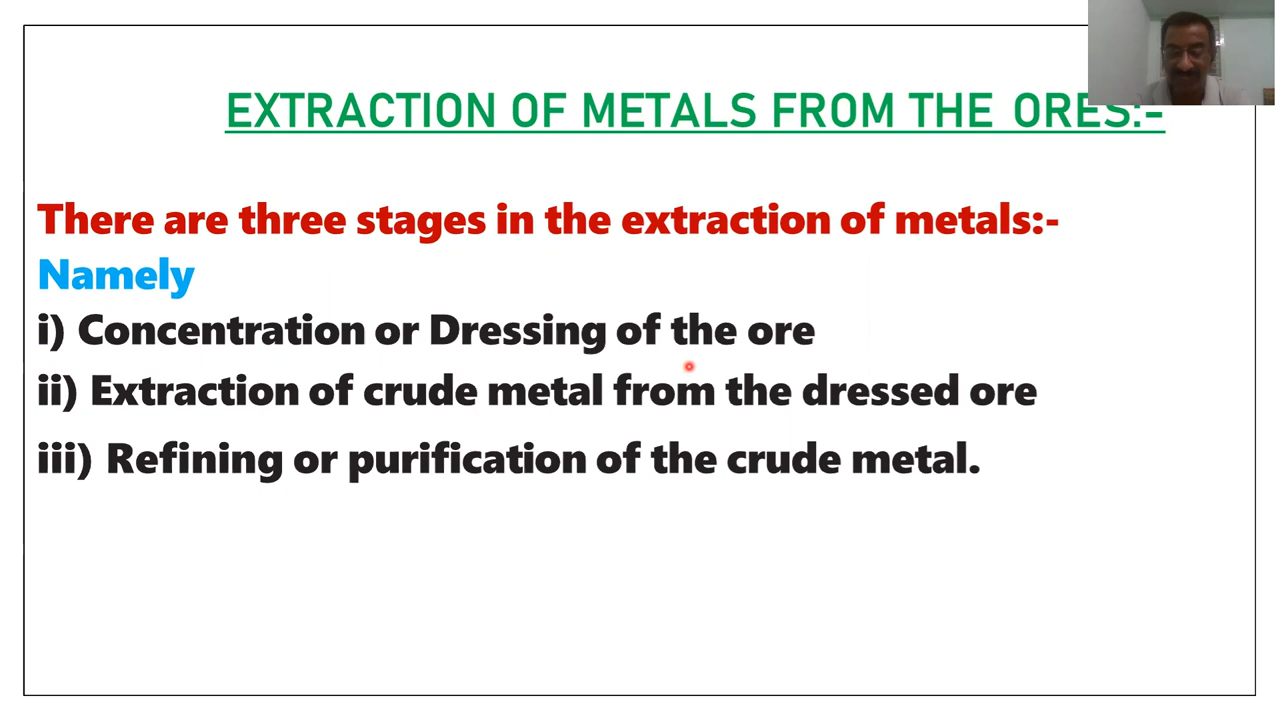 EXTRACTION OF METALS FROM THE ORES:-
There are three stages in the extraction of metals:-
Namely
i) Concentration or Dressing of the ore
ii) Extraction of crude metal from the dressed ore
iii) Refining or purification of the crude metal.